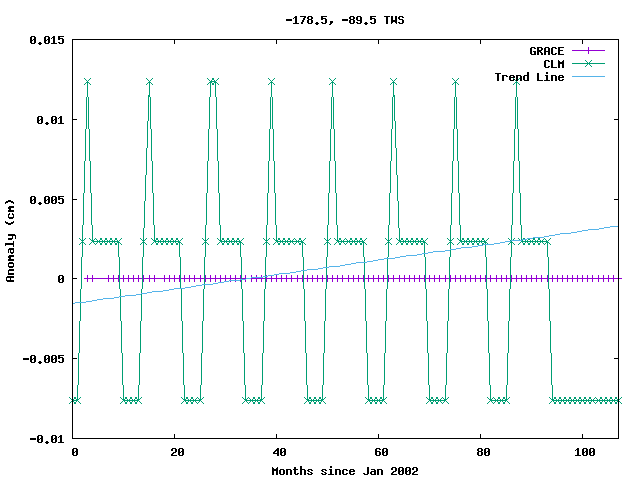 -178.5, -89.5 TWS
0.015
0.01
0.005
0
-0.005
-0.01
Anomaly (cm)
GRACE
CLM
Trend Line
0 20 40 60 80 100
Months since Jan 2002